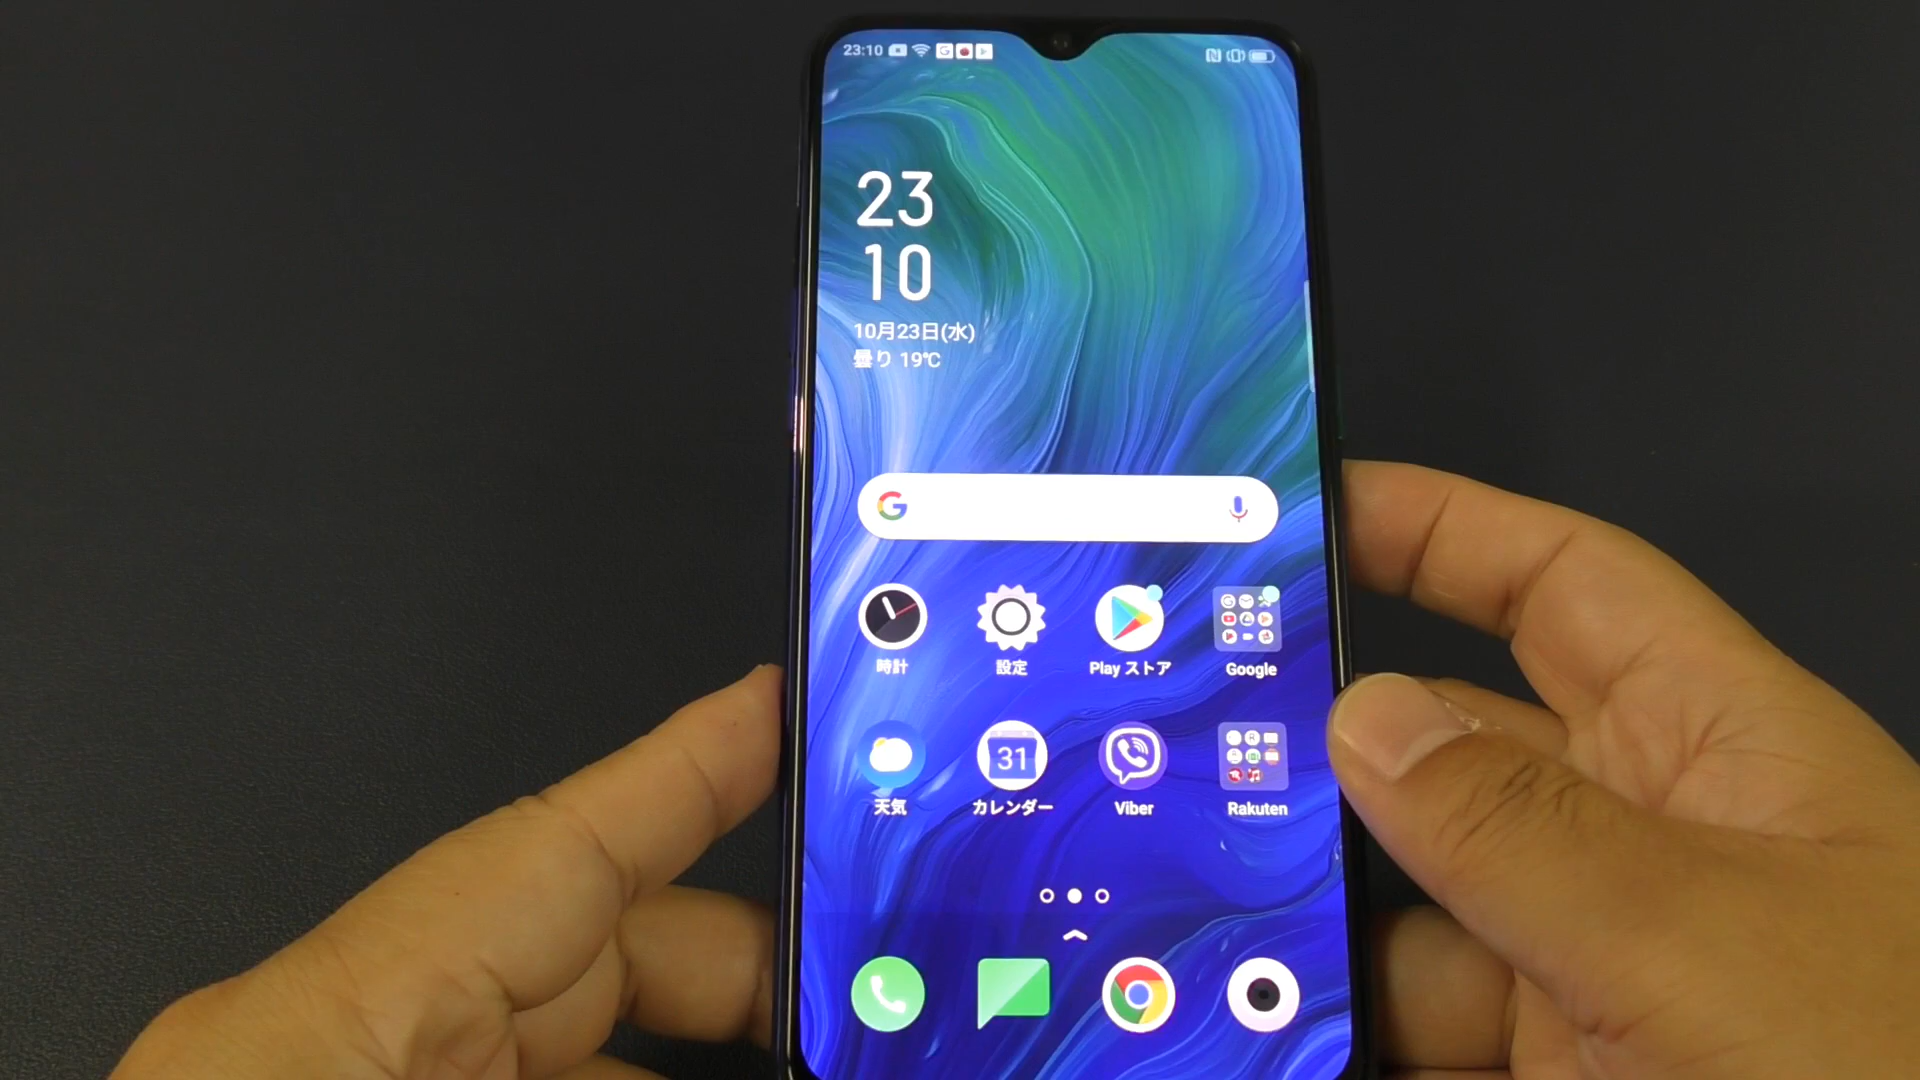 23:10
23
10
10月23日(水)
曇り 19℃
G
時計
設定
Play ストア
Google
31
天気
カレンダー
Viber
Rakuten